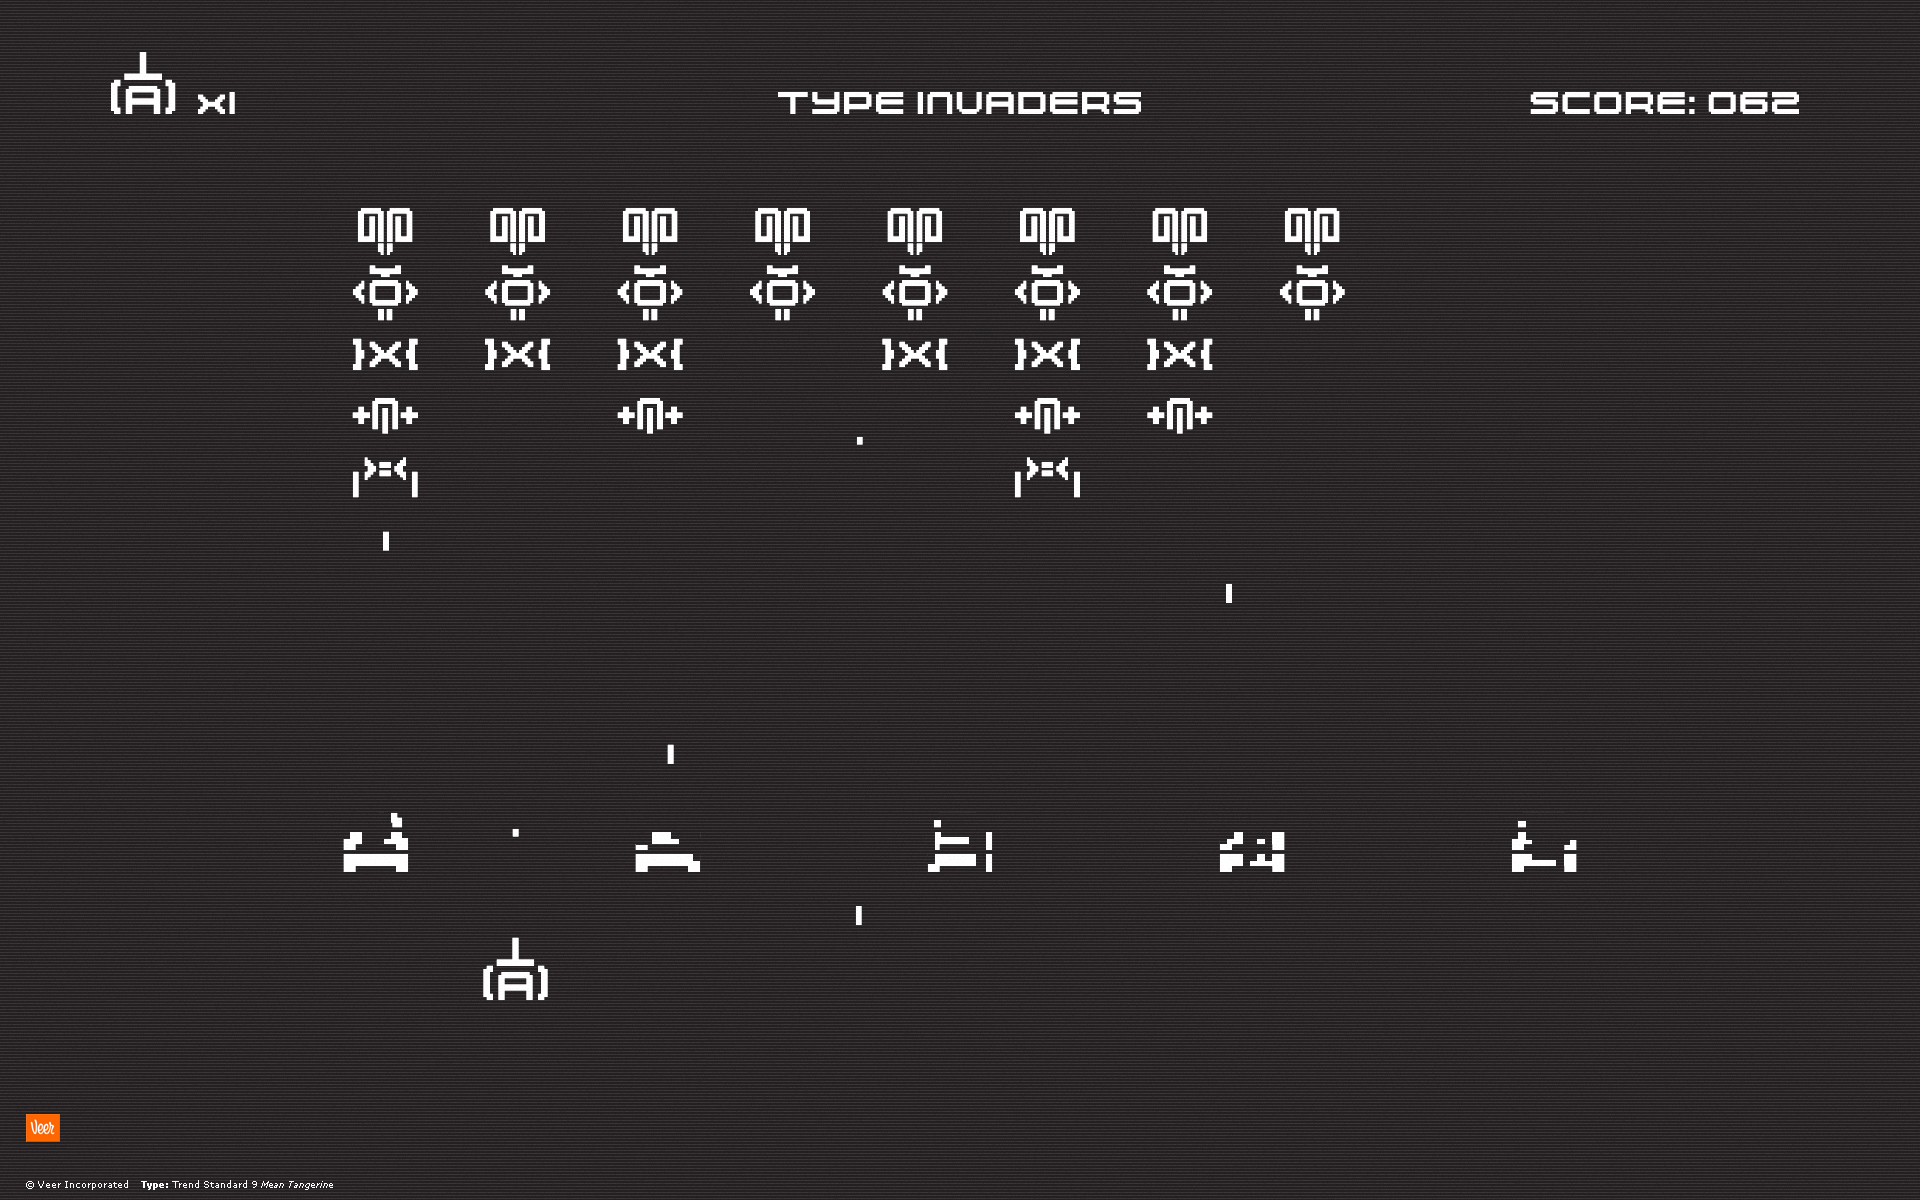 x1
TYPE INVADERS
SCORE: 062
Veer
© Veer Incorporated Type: Trend Standard 9 Mean Tangerine